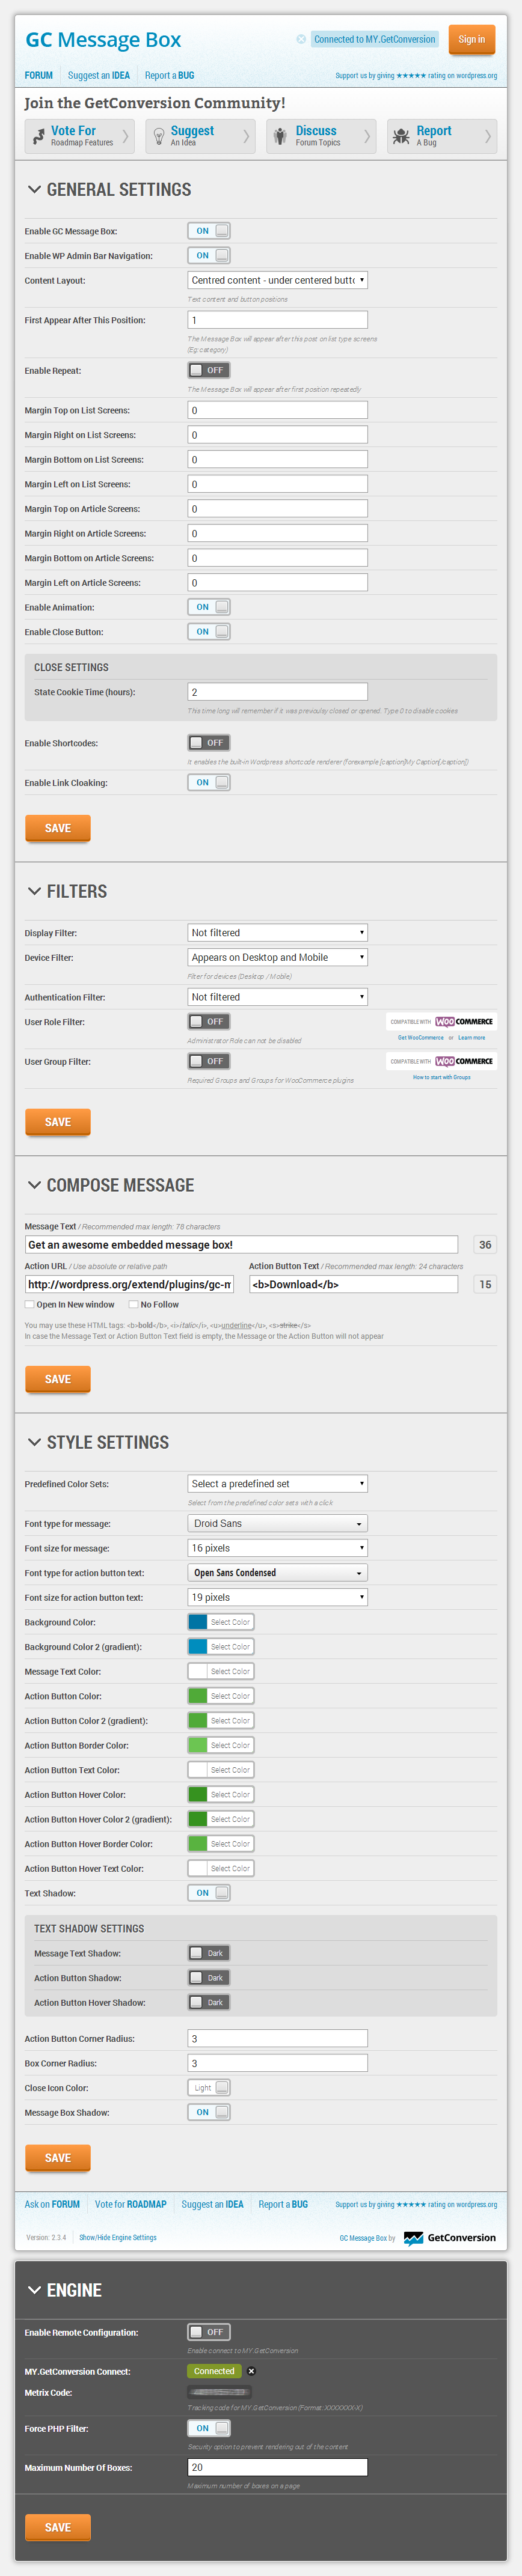 GC Message Box
Connected to MY.GetConversion
Sign in
FORUM
Suggest an IDEA
Report a BUG
Support us by giving ★★★★★ rating on wordpress.org
Join the GetConversion Community!
Vote For
Roadmap Features
Suggest
An Idea
Discuss
Forum Topics
Report
A Bug
GENERAL SETTINGS
Enable GC Message Box:
ON
Enable WP Admin Bar Navigation:
ON
Content Layout:
Centred content - under centered butt
Text content and button positions
First Appear After This Position:
1
The Message Box will appear after this post on list type screens
(Eg:category)
Enable Repeat:
OFF
The Message Box will appear after first position repeatedly
Margin Top on List Screens:
0
Margin Right on List Screens:
0
Margin Bottom on List Screens:
0
Margin Left on List Screens:
0
Margin Top on Article Screens:
0
Margin Right on Article Screens:
0
Margin Bottom on Article Screens:
0
Margin Left on Article Screens:
0
Enable Animation:
ON
Enable Close Button:
ON
CLOSE SETTINGS
State Cookie Time (hours):
2
This time long will remember if it was previoulsy closed or opened. Type 0 to disable cookies
Enable Shortcodes:
OFF
It enables the built-in Wordpress shortcode renderer (forexample [caption]My Caption[/caption])
Enable Link Cloaking:
ON
SAVE
FILTERS
Display Filter:
Not filtered
Device Filter:
Appears on Desktop and Mobile
Filter for devices (Desktop / Mobile)
Authentication Filter:
Not filtered
User Role Filter:
OFF
COMPATIBLE WITH WOO COMMERCE
Administrator Role can not be disabled
Get WooCommerce or Learn more
User Group Filter:
OFF
COMPATIBLE WITH WOO COMMERCE
Required Groups and Groups for WooCommerce plugins
How to start with Groups
SAVE
COMPOSE MESSAGE
Message Text / Recommended max length: 78 characters
Get an awesome embedded message box!
36
Action URL / Use absolute or relative path
Action Button Text / Recommended max length: 24 characters
http://wordpress.org/extend/plugins/gc-m
<b>Download</b>
15
Open In New window
No Follow
You may use these HTML tags: <b>bold</b>, <i>italic</i>, <u>underline</u>, <s>strike</s>
In case the Message Text or Action Button Text field is empty, the Message or the Action Button will not appear
SAVE
STYLE SETTINGS
Predefined Color Sets:
Select a predefined set
Select from the predefined color sets with a click
Font type for message:
Droid Sans
Font size for message:
16 pixels
Font type for action button text:
Open Sans Condensed
Font size for action button text:
19 pixels
Background Color:
Select Color
Background Color 2 (gradient):
Select Color
Message Text Color:
Select Color
Action Button Color:
Select Color
Action Button Color 2 (gradient):
Select Color
Action Button Border Color:
Select Color
Action Button Text Color:
Select Color
Action Button Hover Color:
Select Color
Action Button Hover Color 2 (gradient):
Select Color
Action Button Hover Border Color:
Select Color
Action Button Hover Text Color:
Select Color
Text Shadow:
ON
TEXT SHADOW SETTINGS
Message Text Shadow:
Dark
Action Button Shadow:
Dark
Action Button Hover Shadow:
Dark
Action Button Corner Radius:
3
Box Corner Radius:
3
Close Icon Color:
Light
Message Box Shadow:
ON
SAVE
Ask on FORUM
Vote for ROADMAP
Suggest an IDEA
Report a BUG
Support us by giving ★★★★★ rating on wordpress.org
Version: 2.3.4
Show/Hide Engine Settings
GC Message Box by
GetConversion
ENGINE
Enable Remote Configuration:
OFF
Enable connect to MY.GetConversion
MY.GetConversion Connect:
Connected
Metrix Code:
Tracking code for MY.GetConversion (Format: XXXXXXX-X)
Force PHP Filter:
ON
Security option to prevent rendering out of the content
Maximum Number Of Boxes:
20
Maximum number of boxes on a page
SAVE